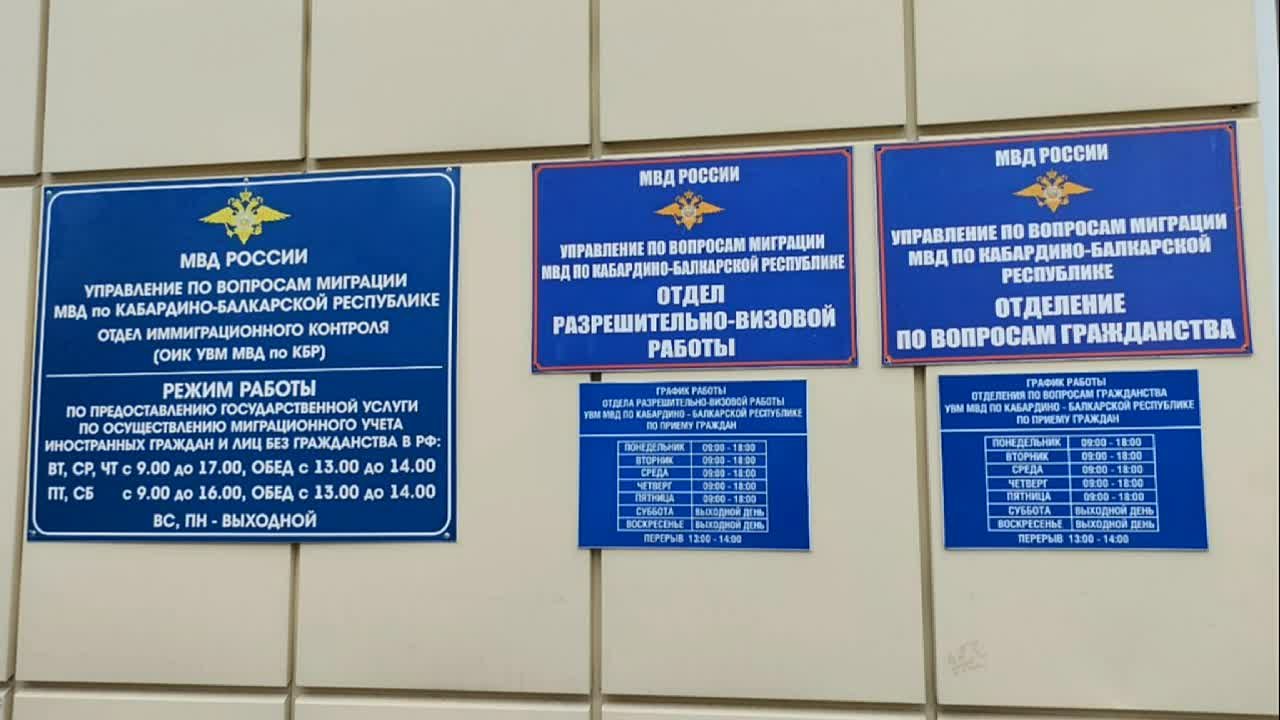 МВД РОССИИ
УПРАВЛЕНИЕ ПО ВОПРОСАМ МИГРАЦИИ
МВД по КАБАРДИНО-БАЛКАРСКОЙ РЕСПУБЛИКЕ
ОТДЕЛ ИММИГРАЦИОННОГО КОНТРОЛЯ
(ОИК УВМ МВД по КБР)
РЕЖИМ РАБОТЫ
ПО ПРЕДОСТАВЛЕНИЮ ГОСУДАРСТВЕННОЙ УСЛУГИ
ПО ОСУЩЕСТВЛЕНИЮ МИГРАЦИОННОГО УЧЕТА
ИНОСТРАННЫХ ГРАЖДАН И ЛИЦ БЕЗ ГРАЖДАНСТВА В РФ:
ВТ, СР, ЧТ с 9.00 до 17.00, ОБЕД с 13.00 до 14.00
ПТ, СБ с 9.00 до 16.00, ОБЕД с 13.00 до 14.00
ВС, ПН - ВЫХОДНОЙ
МВД РОССИИ
УПРАВЛЕНИЕ ПО ВОПРОСАМ МИГРАЦИИ
МВД ПО КАБАРДИНО-БАЛКАРСКОЙ РЕСПУБЛИКЕ
ОТДЕЛ
РАЗРЕШИТЕЛЬНО-ВИЗОВОЙ
РАБОТЫ
ГРАФИК РАБОТЫ
ОТДЕЛА РАЗРЕШИТЕЛЬНО-ВИЗОВОЙ РАБОТЫ
УВМ МВД ПО КАБАРДИНО - БАЛКАРСКОЙ РЕСПУБЛИКЕ
ПО ПРИЕМУ ГРАЖДАН
ПОНЕДЕЛЬНИК 09:00 - 18:00
ВТОРНИК 09:00 - 18:00
СРЕДА 09:00 - 18:00
ЧЕТВЕРГ 09:00 - 18:00
ПЯТНИЦА 09:00 - 18:00
СУББОТА ВЫХОДНОЙ ДЕНЬ
ВОСКРЕСЕНЬЕ ВЫХОДНОЙ ДЕНЬ
ПЕРЕРЫВ 13:00 - 14:00
МВД РОССИИ
УПРАВЛЕНИЕ ПО ВОПРОСАМ МИГРАЦИИ
МВД ПО КАБАРДИНО-БАЛКАРСКОЙ
РЕСПУБЛИКЕ
ОТДЕЛЕНИЕ
ПО ВОПРОСАМ ГРАЖДАНСТВА
ГРАФИК РАБОТЫ
ОТДЕЛЕНИЯ ПО ВОПРОСАМ ГРАЖДАНСТВА
УВМ МВД ПО КАБАРДИНО - БАЛКАРСКОЙ РЕСПУБЛИКЕ
ПО ПРИЕМУ ГРАЖДАН
ПОНЕДЕЛЬНИК 09:00 - 18:00
ВТОРНИК 09:00 - 18:00
СРЕДА 09:00 - 18:00
ЧЕТВЕРГ 09:00 - 18:00
ПЯТНИЦА 09:00 - 18:00
СУББОТА ВЫХОДНОЙ ДЕНЬ
ВОСКРЕСЕНЬЕ ВЫХОДНОЙ ДЕНЬ
ПЕРЕРЫВ 13:00 - 14:00